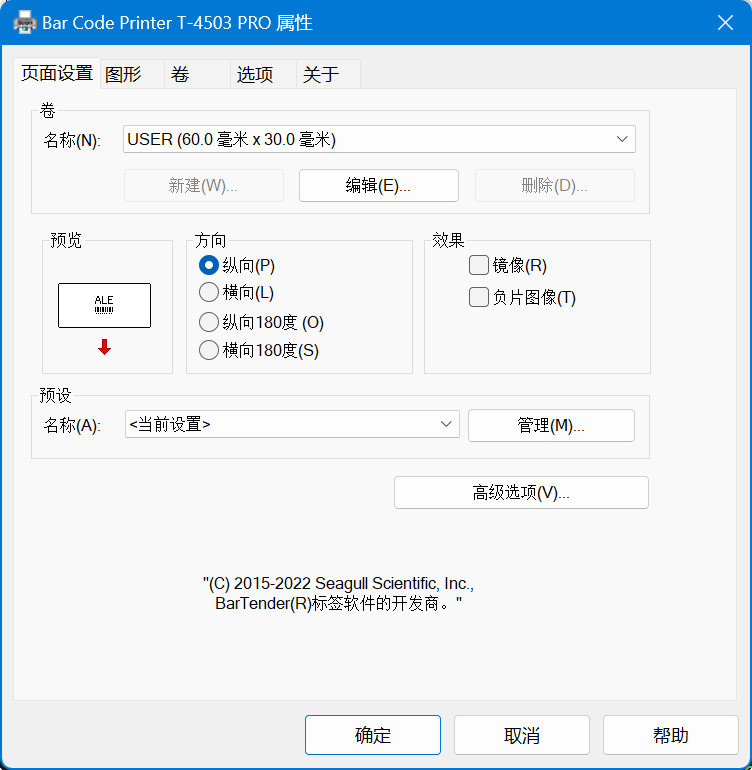 Bar Code Printer T-4503 PRO 属性
页面设置 图形 卷 选项 关于
卷
名称(N): USER (60.0 毫米 x 30.0 毫米)
新建(W)... 编辑(E)... 删除(D)...
预览 方向 效果
纵向(P) 镜像(R)
横向(L) 负片图像(T)
ALE
纵向180度 (O)
横向180度(S)
预设
名称(A): <当前设置> 管理(M)...
高级选项(V)...
"(C) 2015-2022 Seagull Scientific, Inc.,
BarTender(R)标签软件的开发商。"
确定 取消 帮助